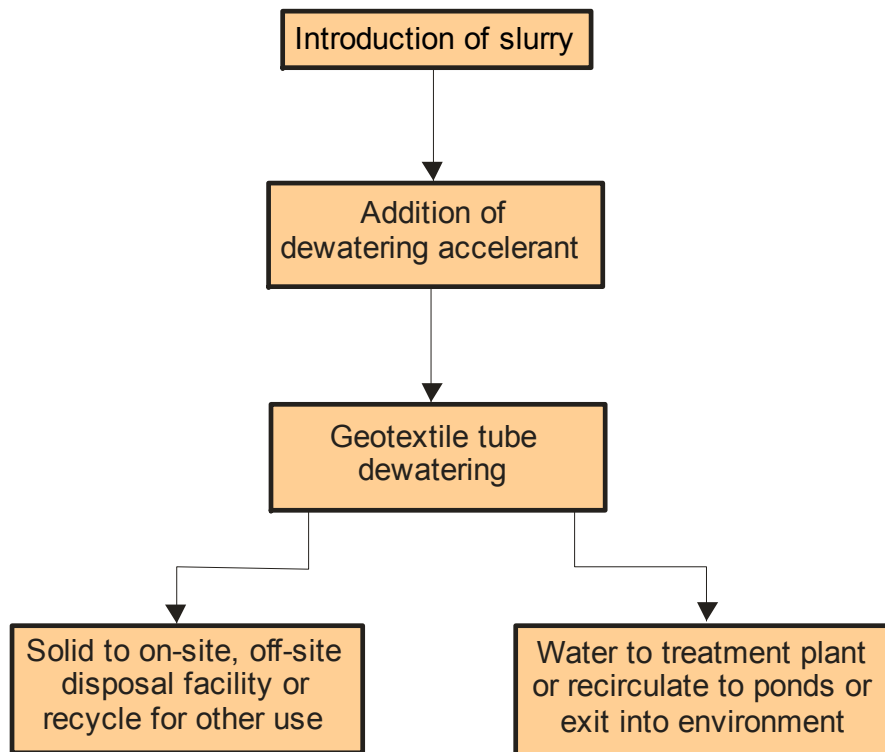 Introduction of slurry
Addition of
dewatering accelerant
Geotextile tube
dewatering
Solid to on-site, off-site
disposal facility or
recycle for other use
Water to treatment plant
or recirculate to ponds or
exit into environment